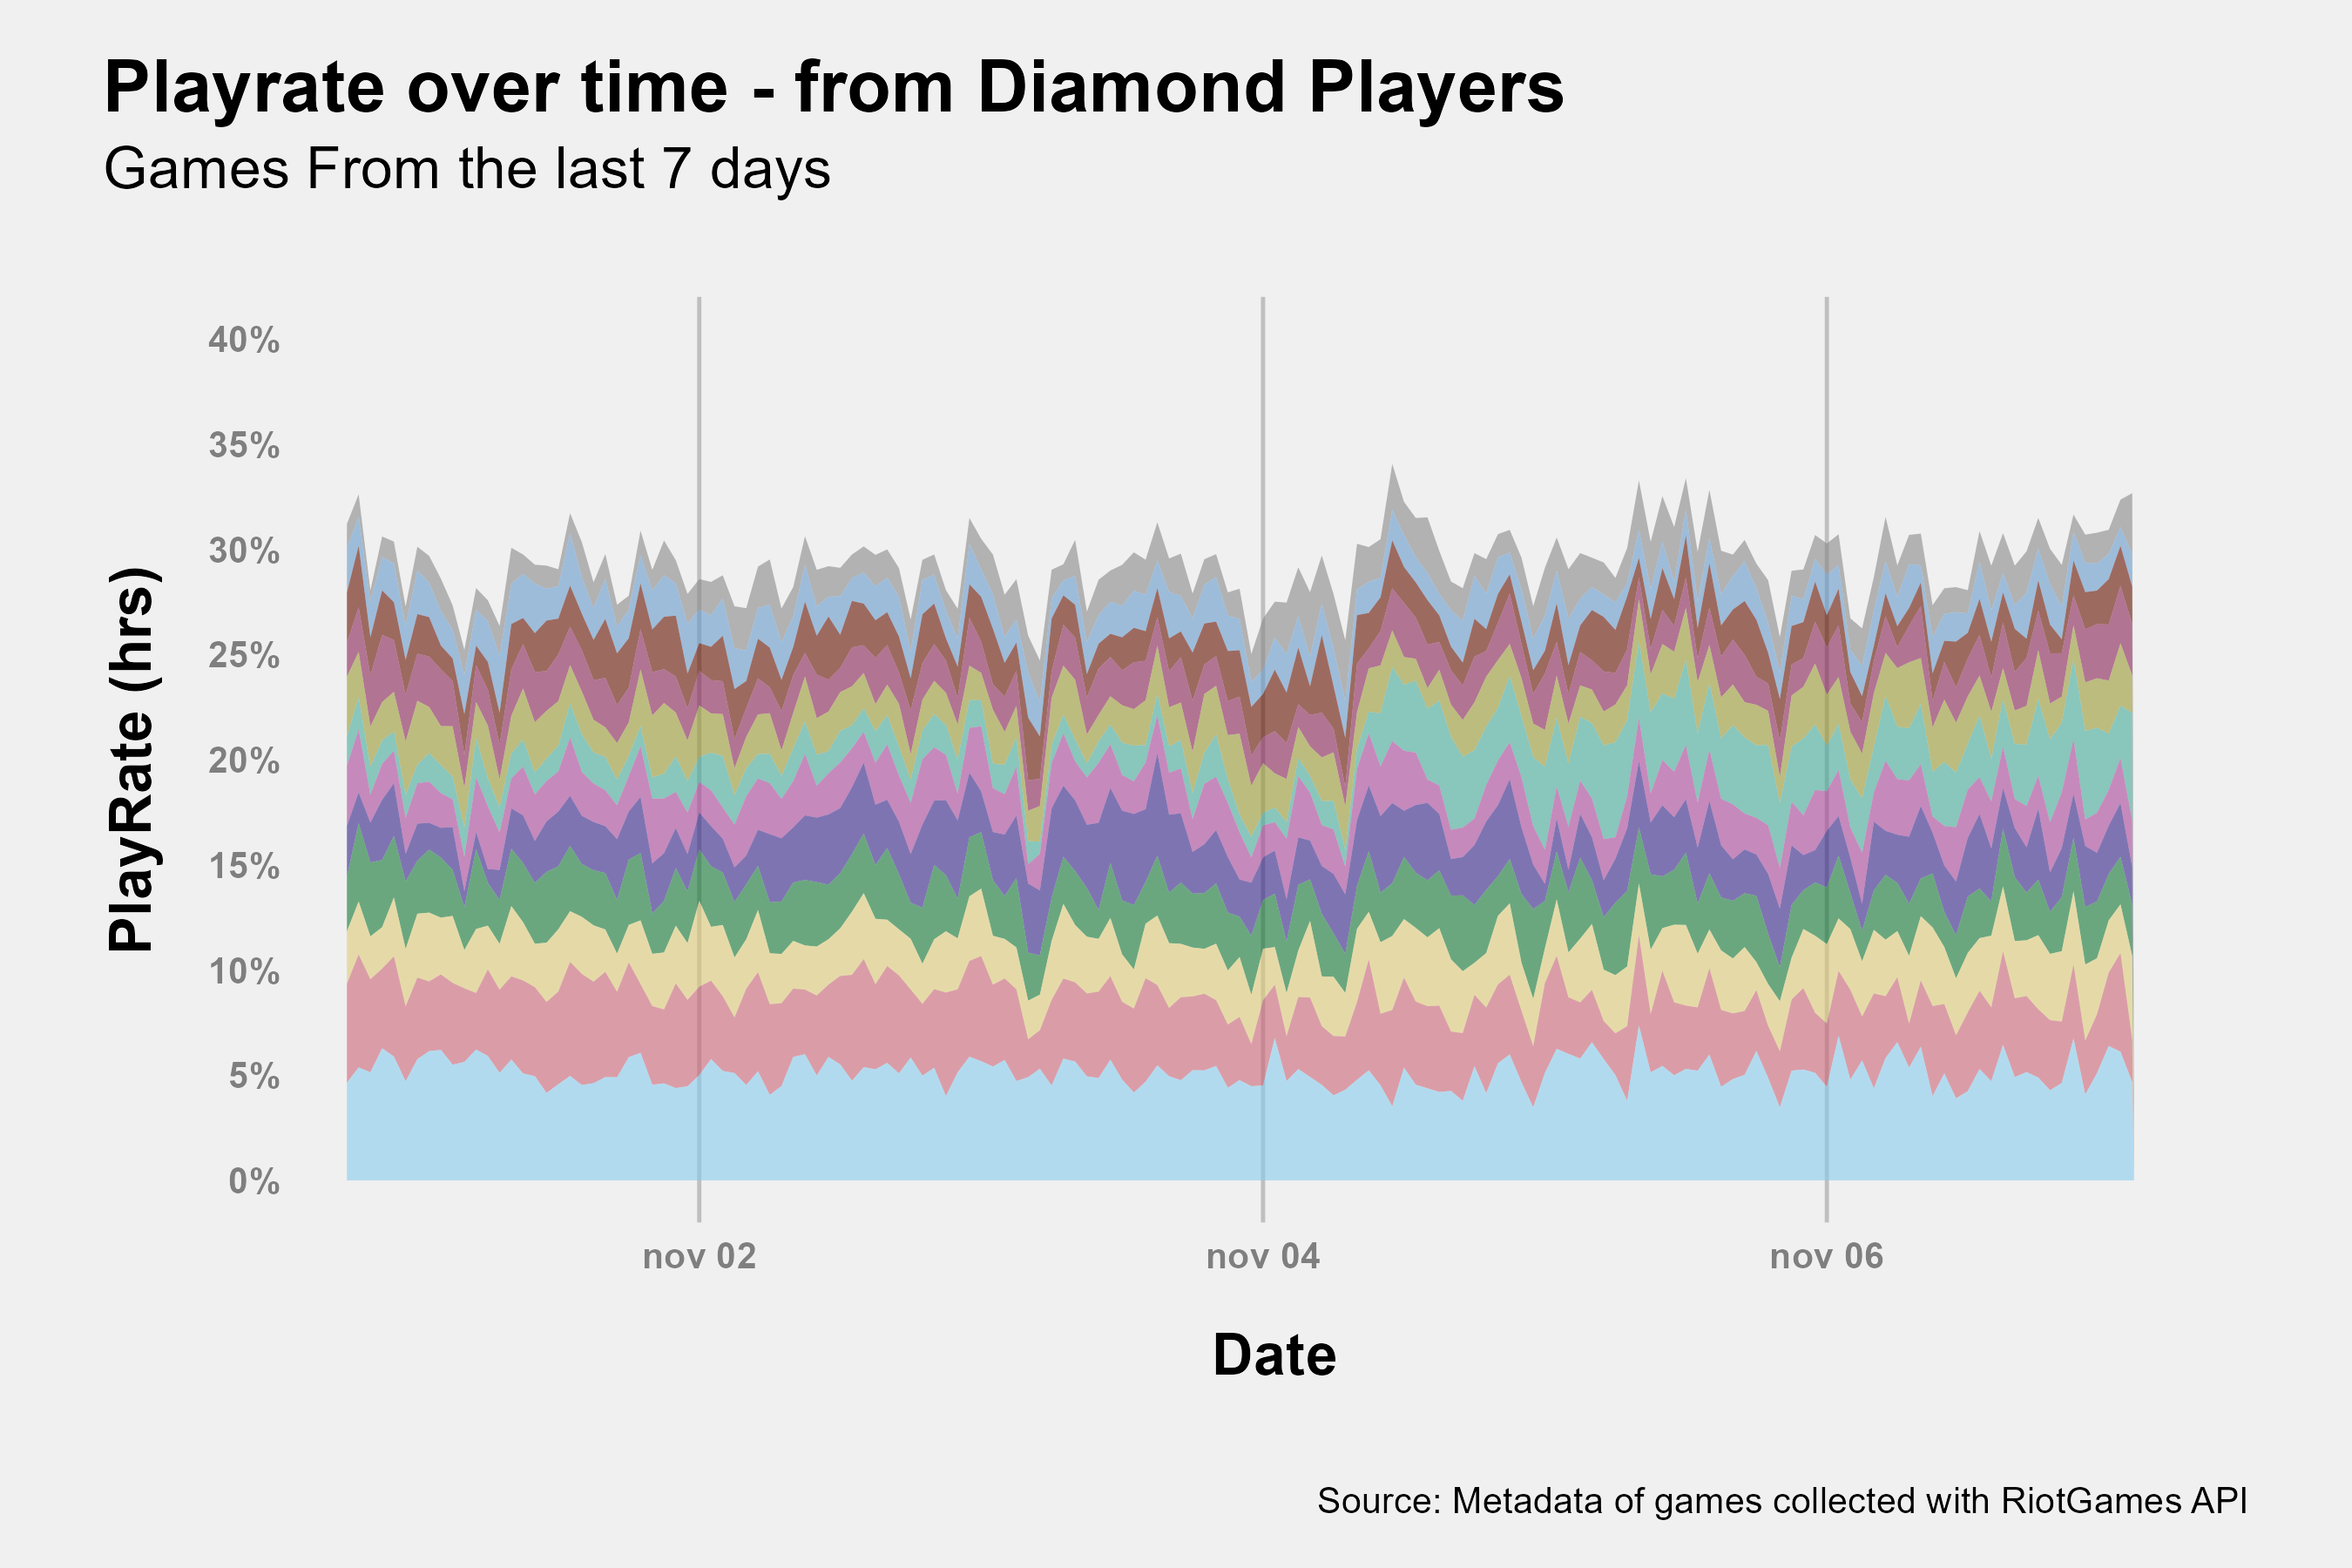 Playrate over time - from Diamond Players
Games From the last 7 days
PlayRate (hrs)
40%
35%
30%
25%
20%
15%
10%
5%
0%
nov 02
nov 04
nov 06
Date
Source: Metadata of games collected with RiotGames API